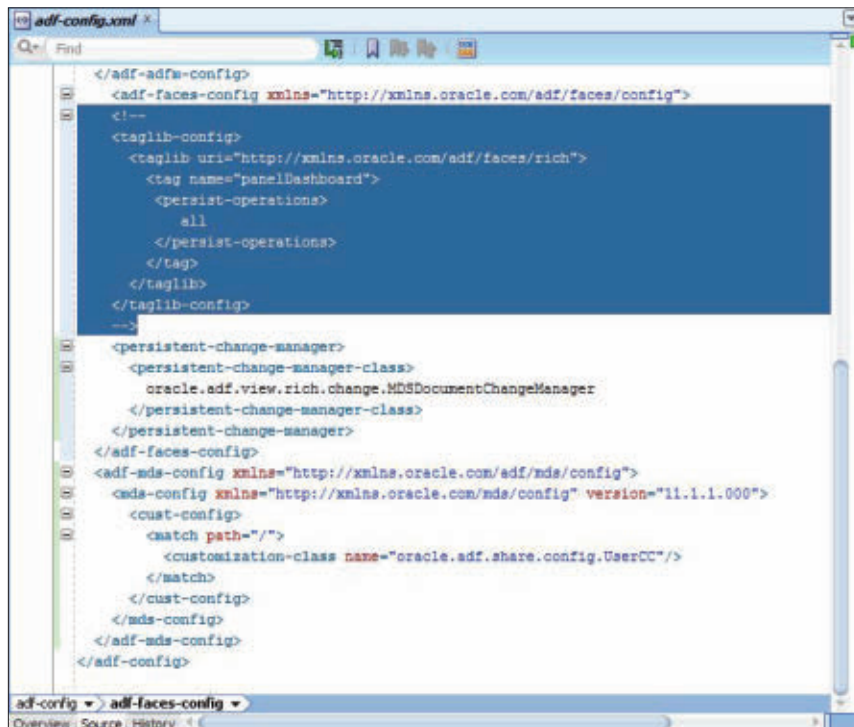 adf-config.xml
Find
</adf-adfm-config>
<adf-faces-config xmlns="http://xmlns.oracle.com/adf/faces/config">
<!--
<taglib-config>
<taglib uri="http://xmlns.oracle.com/adf/faces/rich">
<tag name="panelDashboard">
<persist-operations>
all
</persist-operations>
</tag>
</taglib>
</taglib-config>
-->
<persistent-change-manager>
<persistent-change-manager-class>
oracle.adf.view.rich.change.MDSDocumentChangeManager
</persistent-change-manager-class>
</persistent-change-manager>
</adf-faces-config>
<adf-mds-config xmlns="http://xmlns.oracle.com/adf/mds/config">
<mds-config xmlns="http://xmlns.oracle.com/mds/config" version="11.1.1.000">
<cust-config>
<match path="/">
<customization-class name="oracle.adf.share.config.UserCC"/>
</match>
</cust-config>
</mds-config>
</adf-mds-config>
</adf-config>
adf-config adf-faces-config
Overview Source History